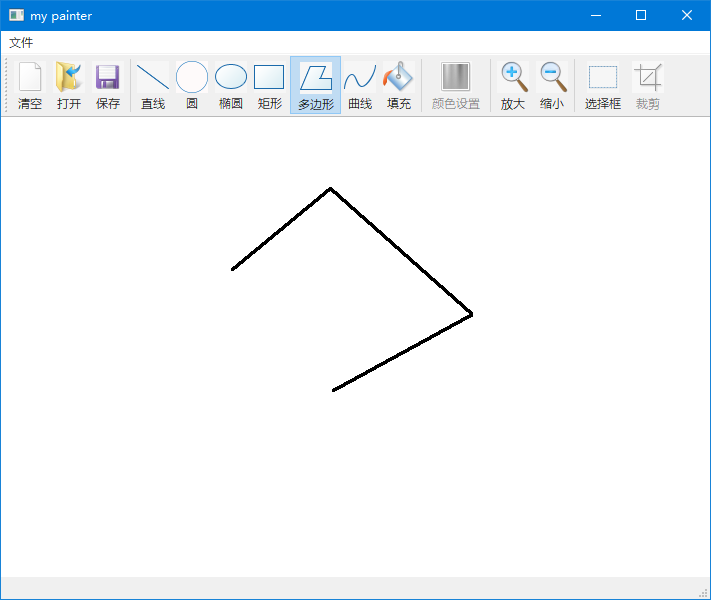 my painter
文件
清空 打开 保存 直线 圆 椭圆 矩形 多边形 曲线 填充 颜色设置 放大 缩小 选择框 裁剪